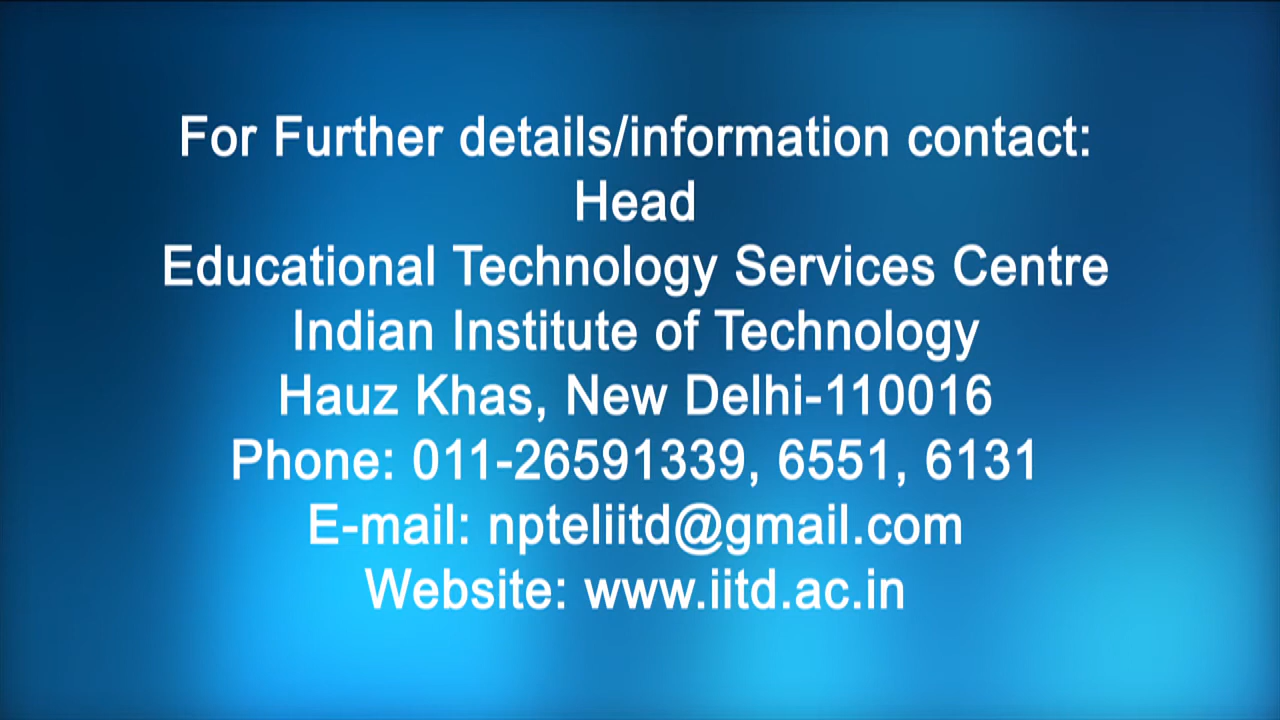 For Further details/information contact:
Head
Educational Technology Services Centre
Indian Institute of Technology
Hauz Khas, New Delhi-110016
Phone: 011-26591339, 6551, 6131
E-mail: npteliitd@gmail.com
Website: www.iitd.ac.in